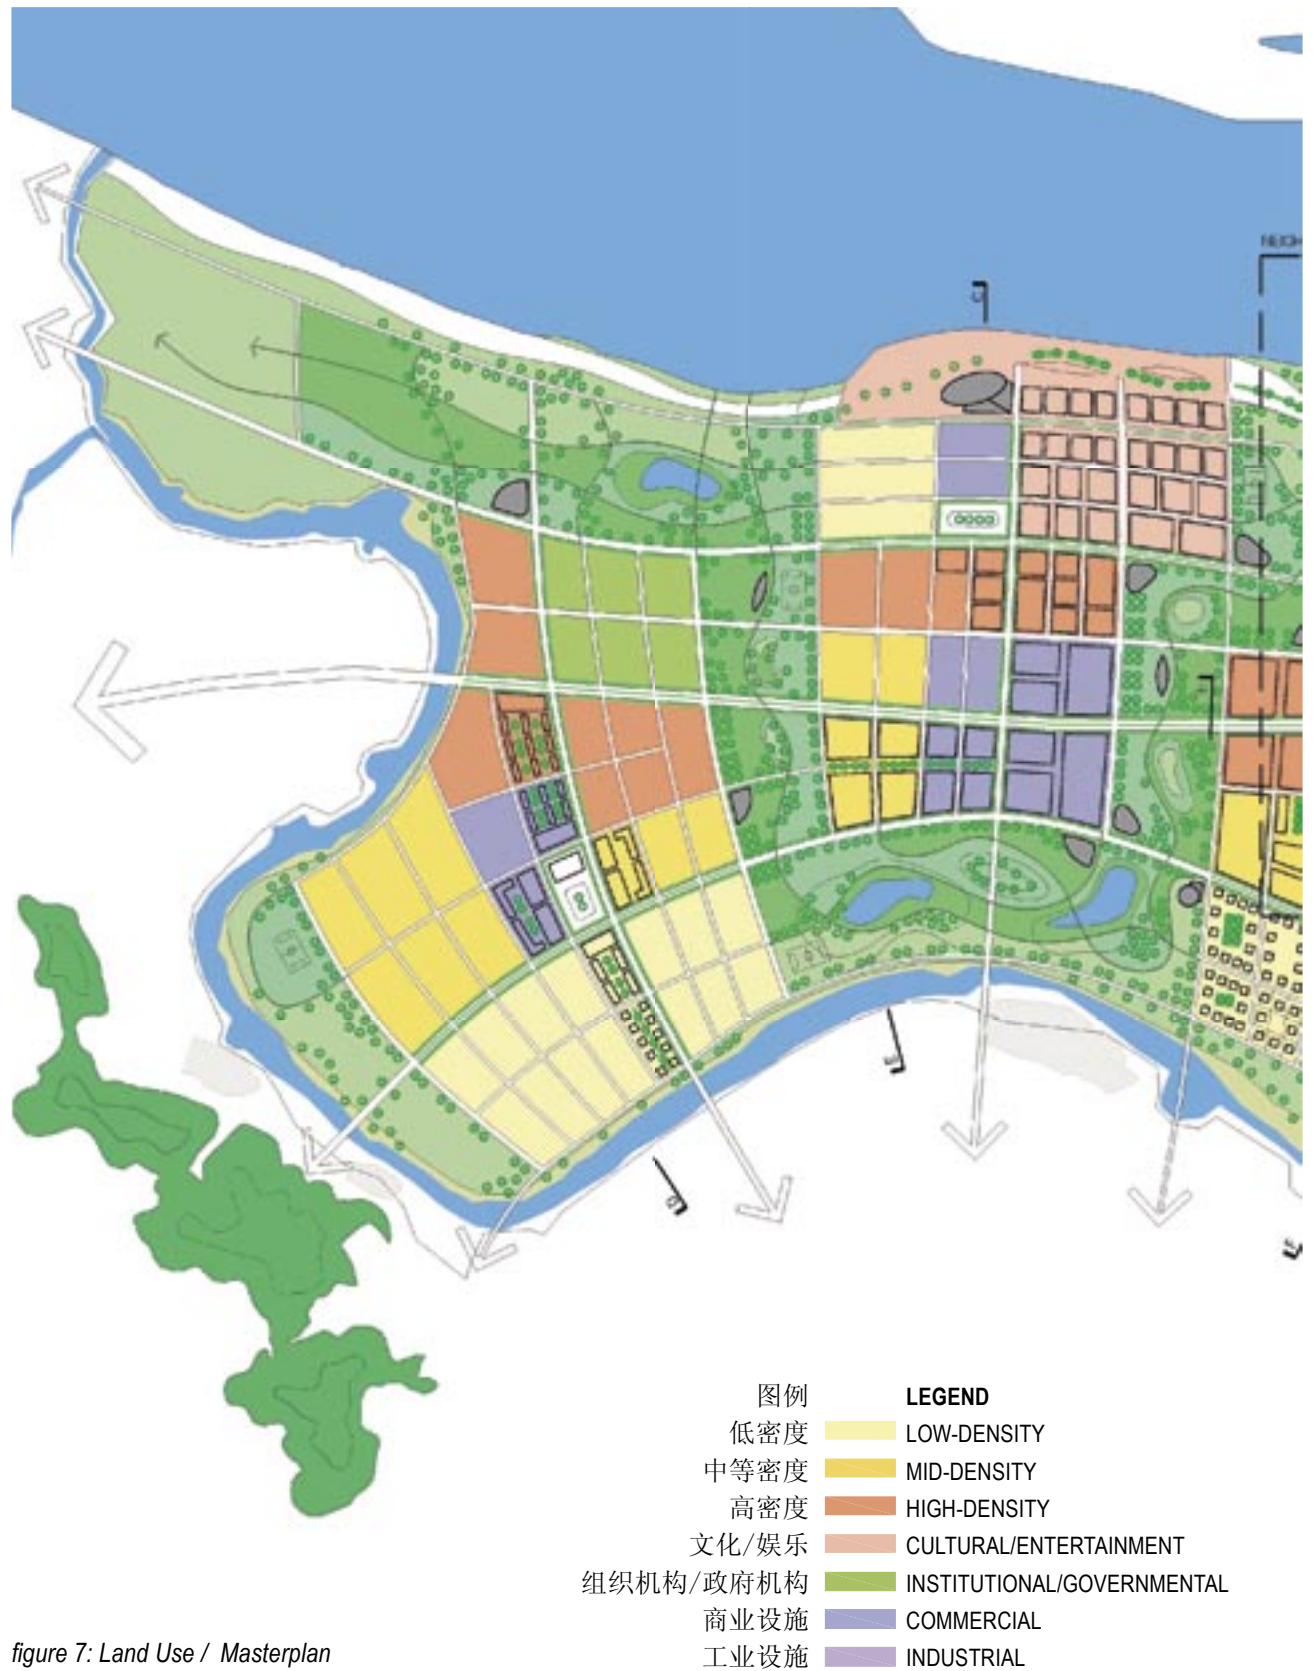 图例 LEGEND
低密度 LOW-DENSITY
中等密度 MID-DENSITY
高密度 HIGH-DENSITY
文化/娱乐 CULTURAL/ENTERTAINMENT
组织机构/政府机构 INSTITUTIONAL/GOVERNMENTAL
商业设施 COMMERCIAL
工业设施 INDUSTRIAL
figure 7: Land Use / Masterplan